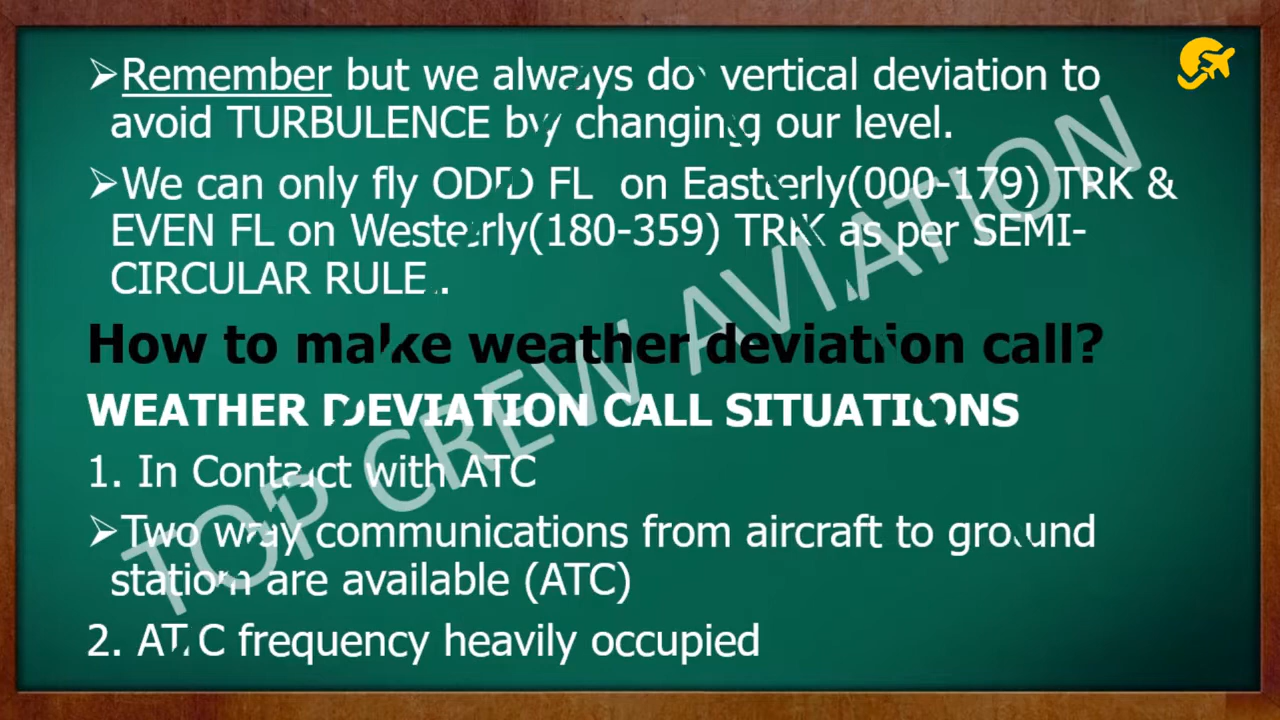 ➢Remember but we always do vertical deviation to
avoid TURBULENCE by changing our level.
➢We can only fly ODD FL on Easterly(000-179) TRK &
EVEN FL on Westerly(180-359) TRK as per SEMI-
CIRCULAR RULE .
How to make weather deviation call?
WEATHER DEVIATION CALL SITUATIONS
1. In Contact with ATC
➢Two way communications from aircraft to ground
station are available (ATC)
2. ATC frequency heavily occupied
TOP CREW AVIATION